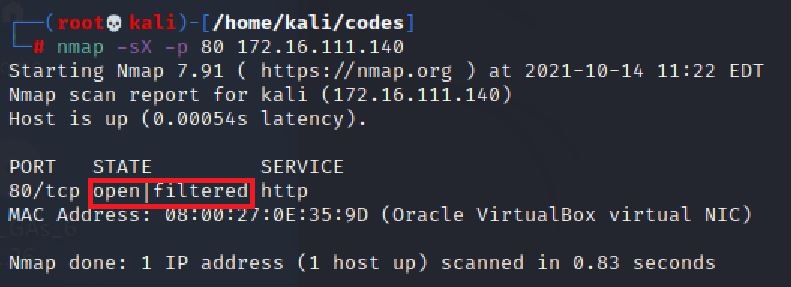 ┌──(root💀kali)-[/home/kali/codes]
└─# nmap -sX -p 80 172.16.111.140
Starting Nmap 7.91 ( https://nmap.org ) at 2021-10-14 11:22 EDT
Nmap scan report for kali (172.16.111.140)
Host is up (0.00054s latency).

PORT   STATE         SERVICE
80/tcp open|filtered http
MAC Address: 08:00:27:0E:35:9D (Oracle VirtualBox virtual NIC)

Nmap done: 1 IP address (1 host up) scanned in 0.83 seconds